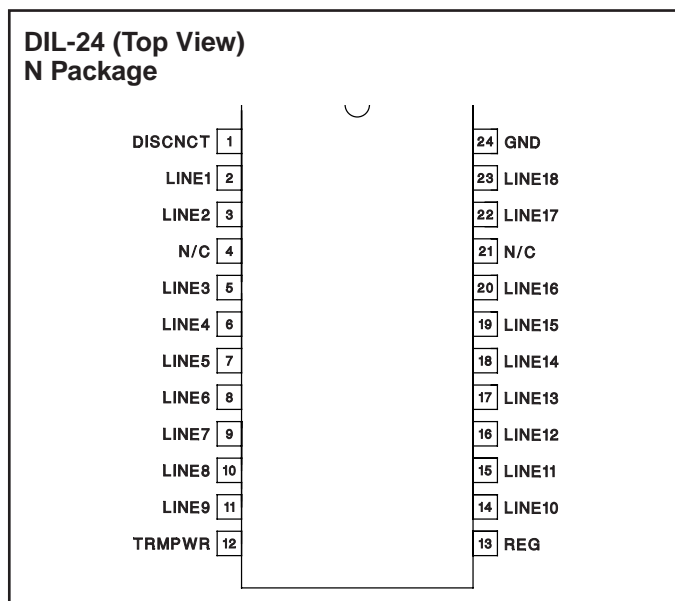 DIL-24 (Top View)
N Package
DISCNCT 1 24 GND
LINE1 2 23 LINE18
LINE2 3 22 LINE17
N/C 4 21 N/C
LINE3 5 20 LINE16
LINE4 6 19 LINE15
LINE5 7 18 LINE14
LINE6 8 17 LINE13
LINE7 9 16 LINE12
LINE8 10 15 LINE11
LINE9 11 14 LINE10
TRMPWR 12 13 REG